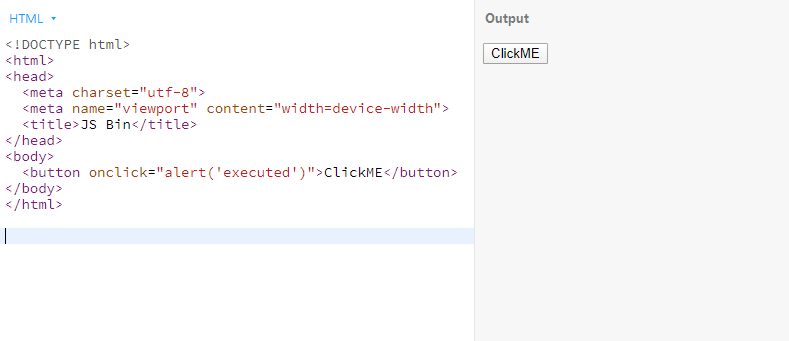 HTML
<!DOCTYPE html>
<html>
<head>
  <meta charset="utf-8">
  <meta name="viewport" content="width=device-width">
  <title>JS Bin</title>
</head>
<body>
  <button onclick="alert('executed')">ClickME</button>
</body>
</html>
Output
ClickME